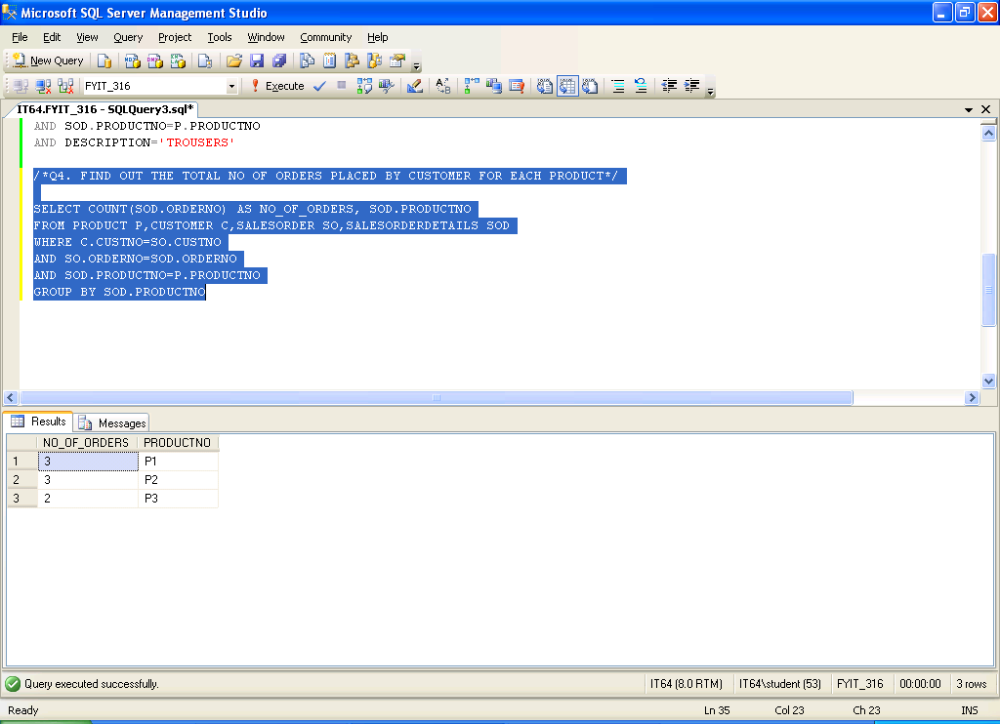 Microsoft SQL Server Management Studio
File Edit View Query Project Tools Window Community Help
New Query
FYIT_316 Execute
IT64.FYIT_316 - SQLQuery3.sql*
AND SOD.PRODUCTNO=P.PRODUCTNO
AND DESCRIPTION='TROUSERS'
/*Q4. FIND OUT THE TOTAL NO OF ORDERS PLACED BY CUSTOMER FOR EACH PRODUCT*/
SELECT COUNT(SOD.ORDERNO) AS NO_OF_ORDERS, SOD.PRODUCTNO
FROM PRODUCT P,CUSTOMER C,SALESORDER SO,SALESORDERDETAILS SOD
WHERE C.CUSTNO=SO.CUSTNO
AND SO.ORDERNO=SOD.ORDERNO
AND SOD.PRODUCTNO=P.PRODUCTNO
GROUP BY SOD.PRODUCTNO
Results Messages
NO_OF_ORDERS PRODUCTNO
1 3 P1
2 3 P2
3 2 P3
Query executed successfully. IT64 (8.0 RTM) IT64\student (53) FYIT_316 00:00:00 3 rows
Ready Ln 35 Col 23 Ch 23 INS